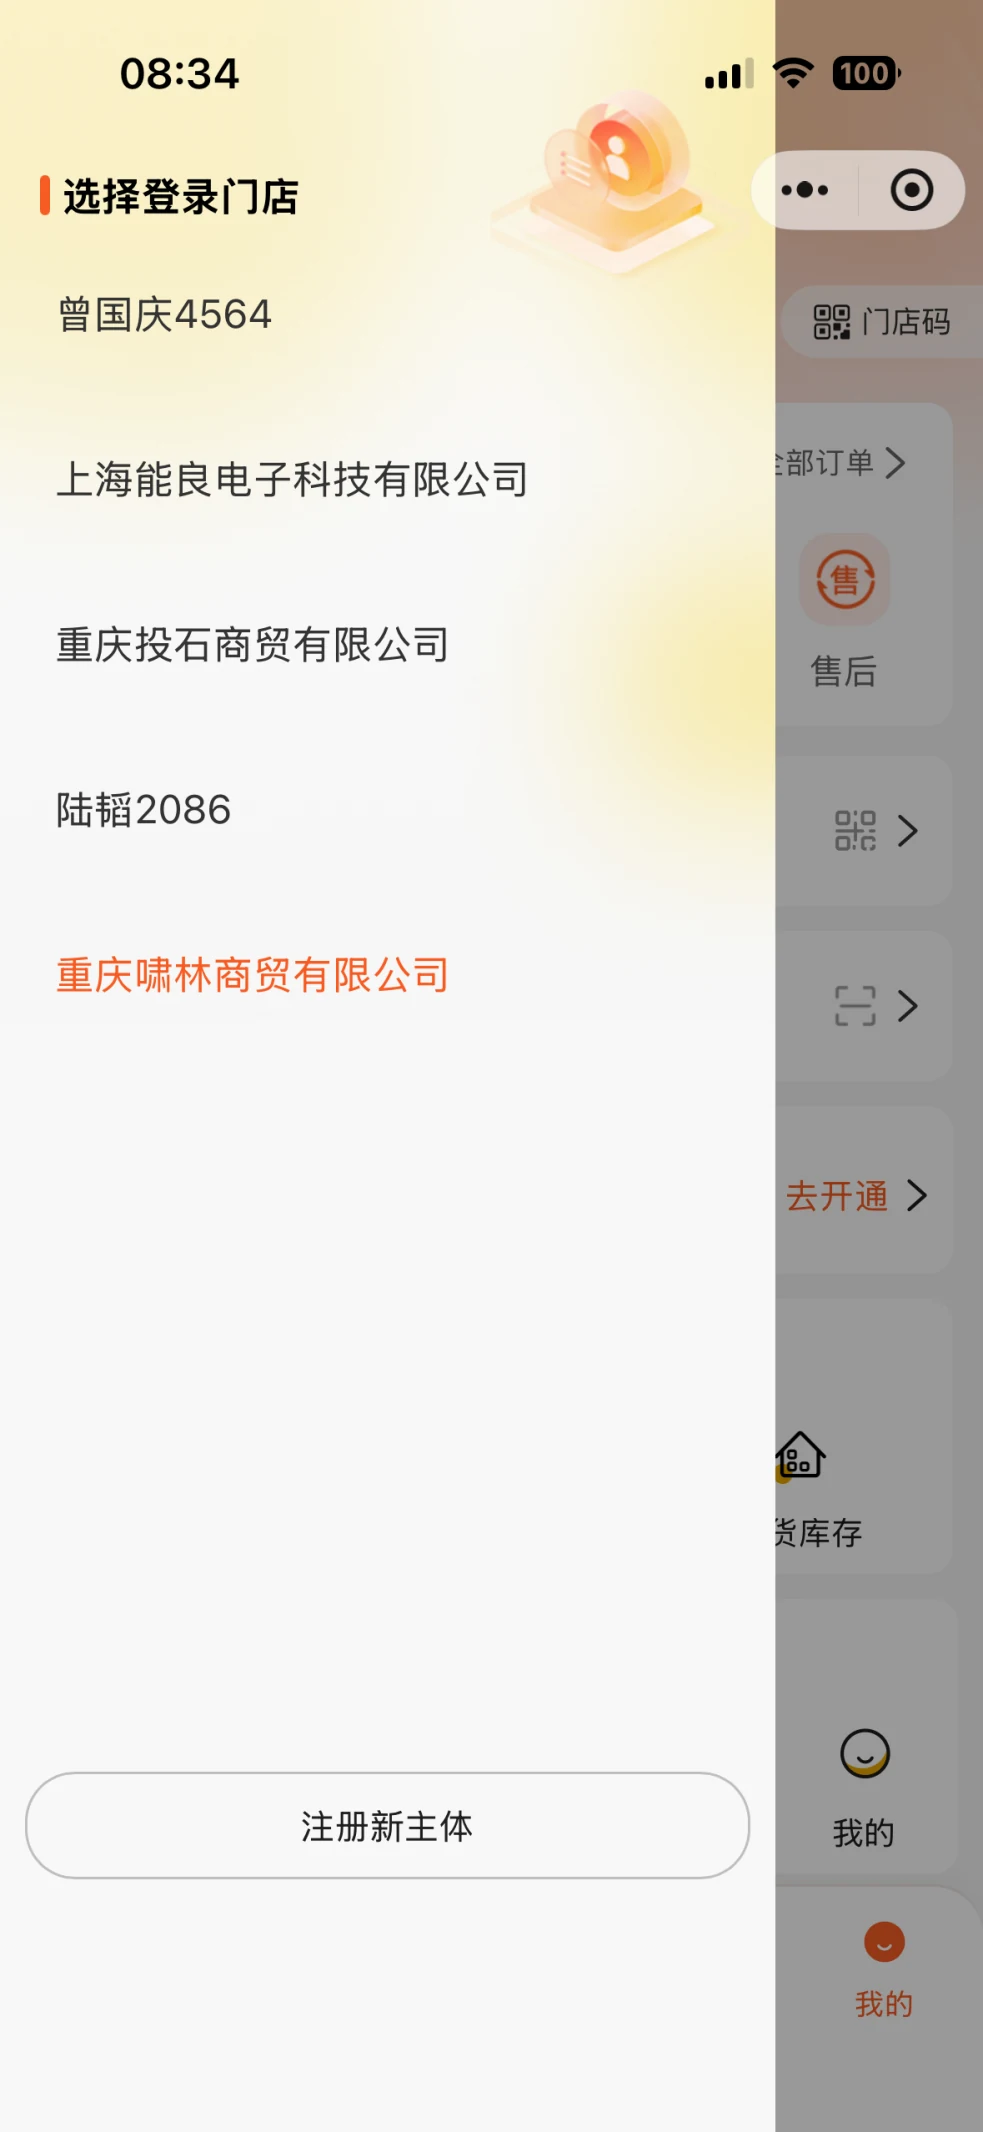 08:34
100
选择登录门店
曾国庆4564
门店码
全部订单
上海能良电子科技有限公司
售
重庆投石商贸有限公司
售后
陆韬2086
重庆啸林商贸有限公司
去开通
货库存
注册新主体
我的
我的